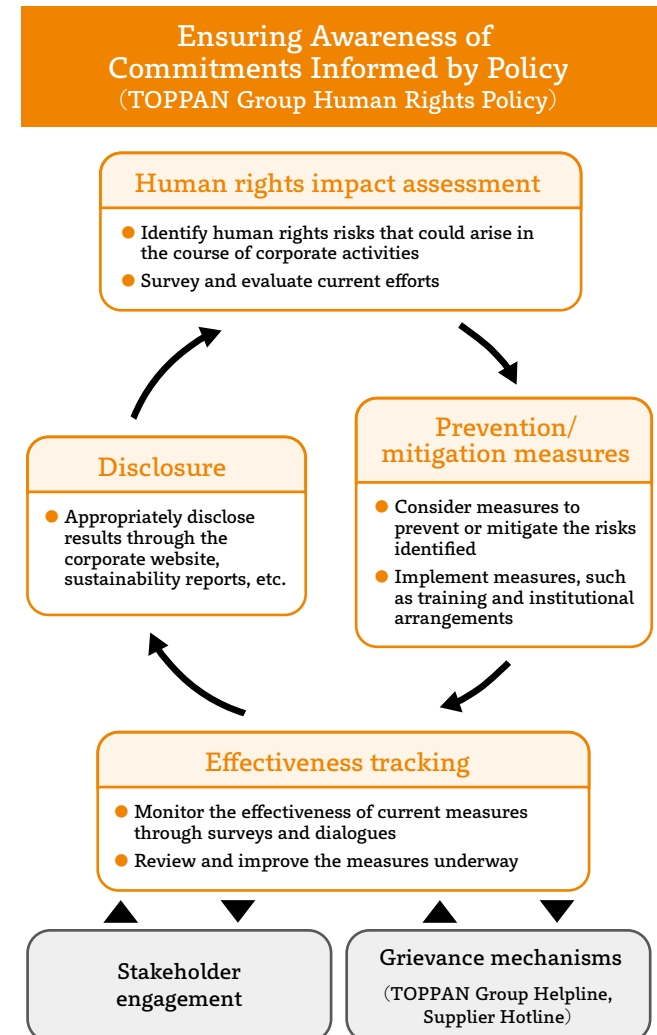 Ensuring Awareness of
Commitments Informed by Policy
（TOPPAN Group Human Rights Policy）
Human rights impact assessment
● Identify human rights risks that could arise in
the course of corporate activities
● Survey and evaluate current efforts
Prevention/
mitigation measures
● Consider measures to
prevent or mitigate the risks
identified
● Implement measures, such
as training and institutional
arrangements
Disclosure
● Appropriately disclose
results through the
corporate website,
sustainability reports, etc.
Effectiveness tracking
● Monitor the effectiveness of current measures
through surveys and dialogues
● Review and improve the measures underway
Stakeholder
engagement
Grievance mechanisms
（TOPPAN Group Helpline,
Supplier Hotline）